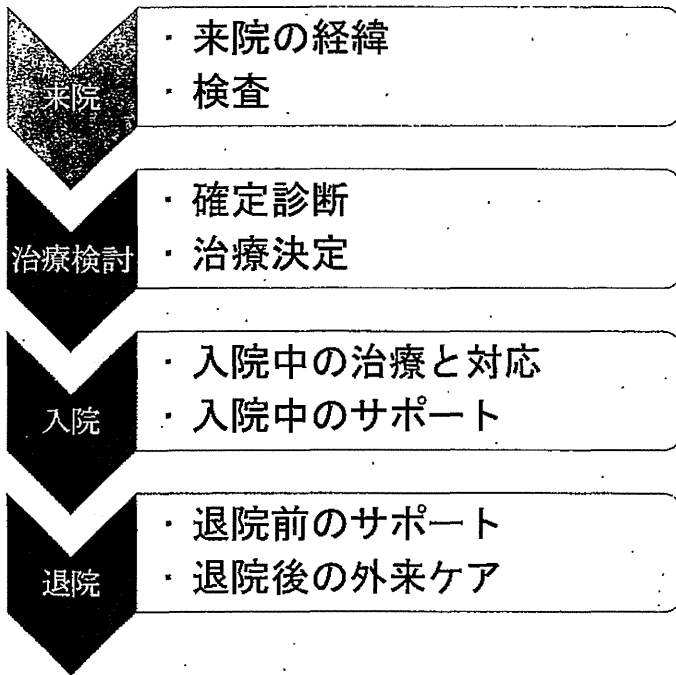 来院
・来院の経緯
・検査
治療検討
・確定診断
・治療決定
入院
・入院中の治療と対応
・入院中のサポート
退院
・退院前のサポート
・退院後の外来ケア